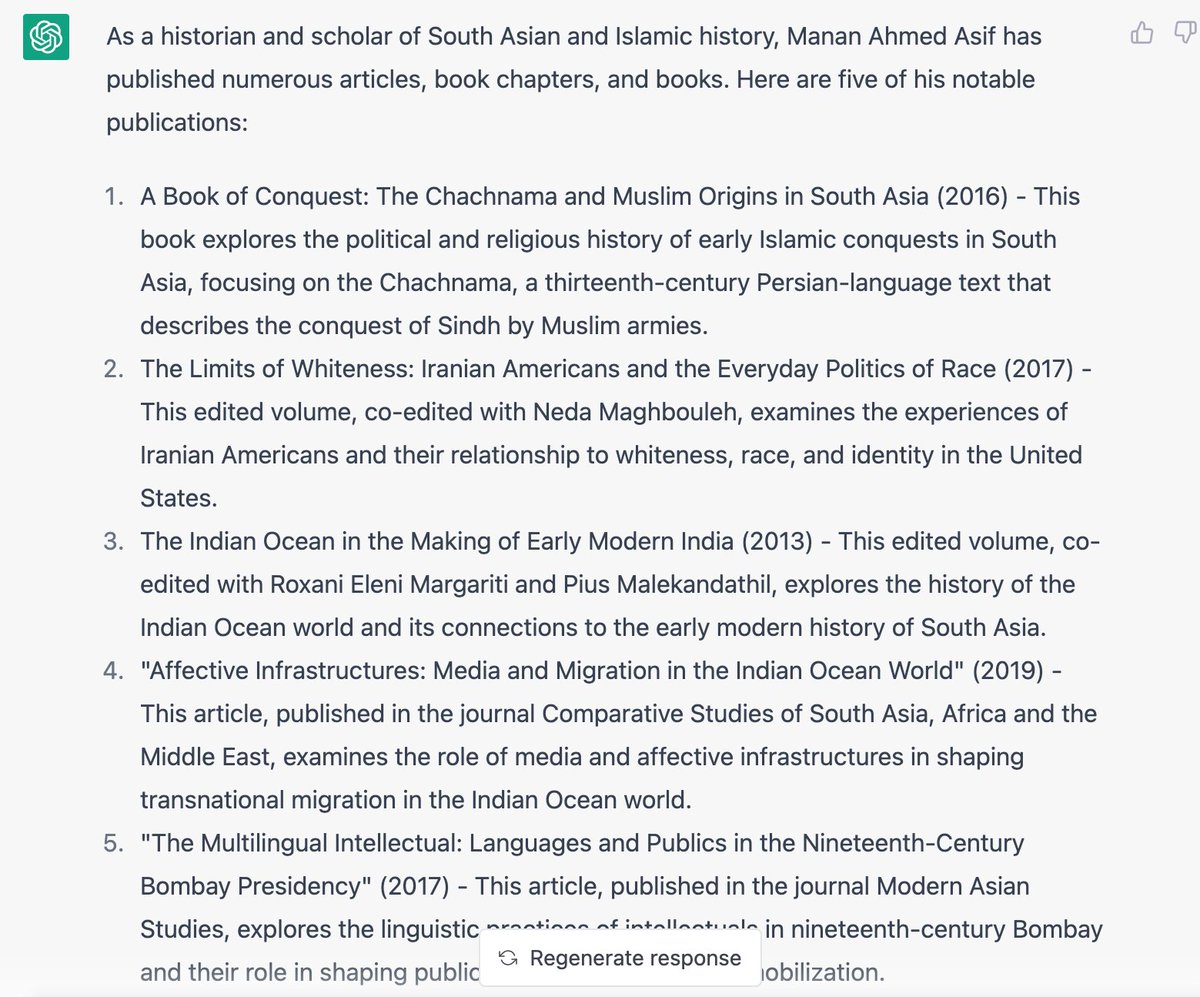 As a historian and scholar of South Asian and Islamic history, Manan Ahmed Asif has
published numerous articles, book chapters, and books. Here are five of his notable
publications:
1. A Book of Conquest: The Chachnama and Muslim Origins in South Asia (2016) - This
book explores the political and religious history of early Islamic conquests in South
Asia, focusing on the Chachnama, a thirteenth-century Persian-language text that
describes the conquest of Sindh by Muslim armies.
2. The Limits of Whiteness: Iranian Americans and the Everyday Politics of Race (2017) -
This edited volume, co-edited with Neda Maghbouleh, examines the experiences of
Iranian Americans and their relationship to whiteness, race, and identity in the United
States.
3. The Indian Ocean in the Making of Early Modern India (2013) - This edited volume, co-
edited with Roxani Eleni Margariti and Pius Malekandathil, explores the history of the
Indian Ocean world and its connections to the early modern history of South Asia.
4. "Affective Infrastructures: Media and Migration in the Indian Ocean World" (2019) -
This article, published in the journal Comparative Studies of South Asia, Africa and the
Middle East, examines the role of media and affective infrastructures in shaping
transnational migration in the Indian Ocean world.
5. "The Multilingual Intellectual: Languages and Publics in the Nineteenth-Century
Bombay Presidency" (2017) - This article, published in the journal Modern Asian
Studies, explores the linguistic practices of intellectuals in nineteenth-century Bombay
and their role in shaping
Regenerate response